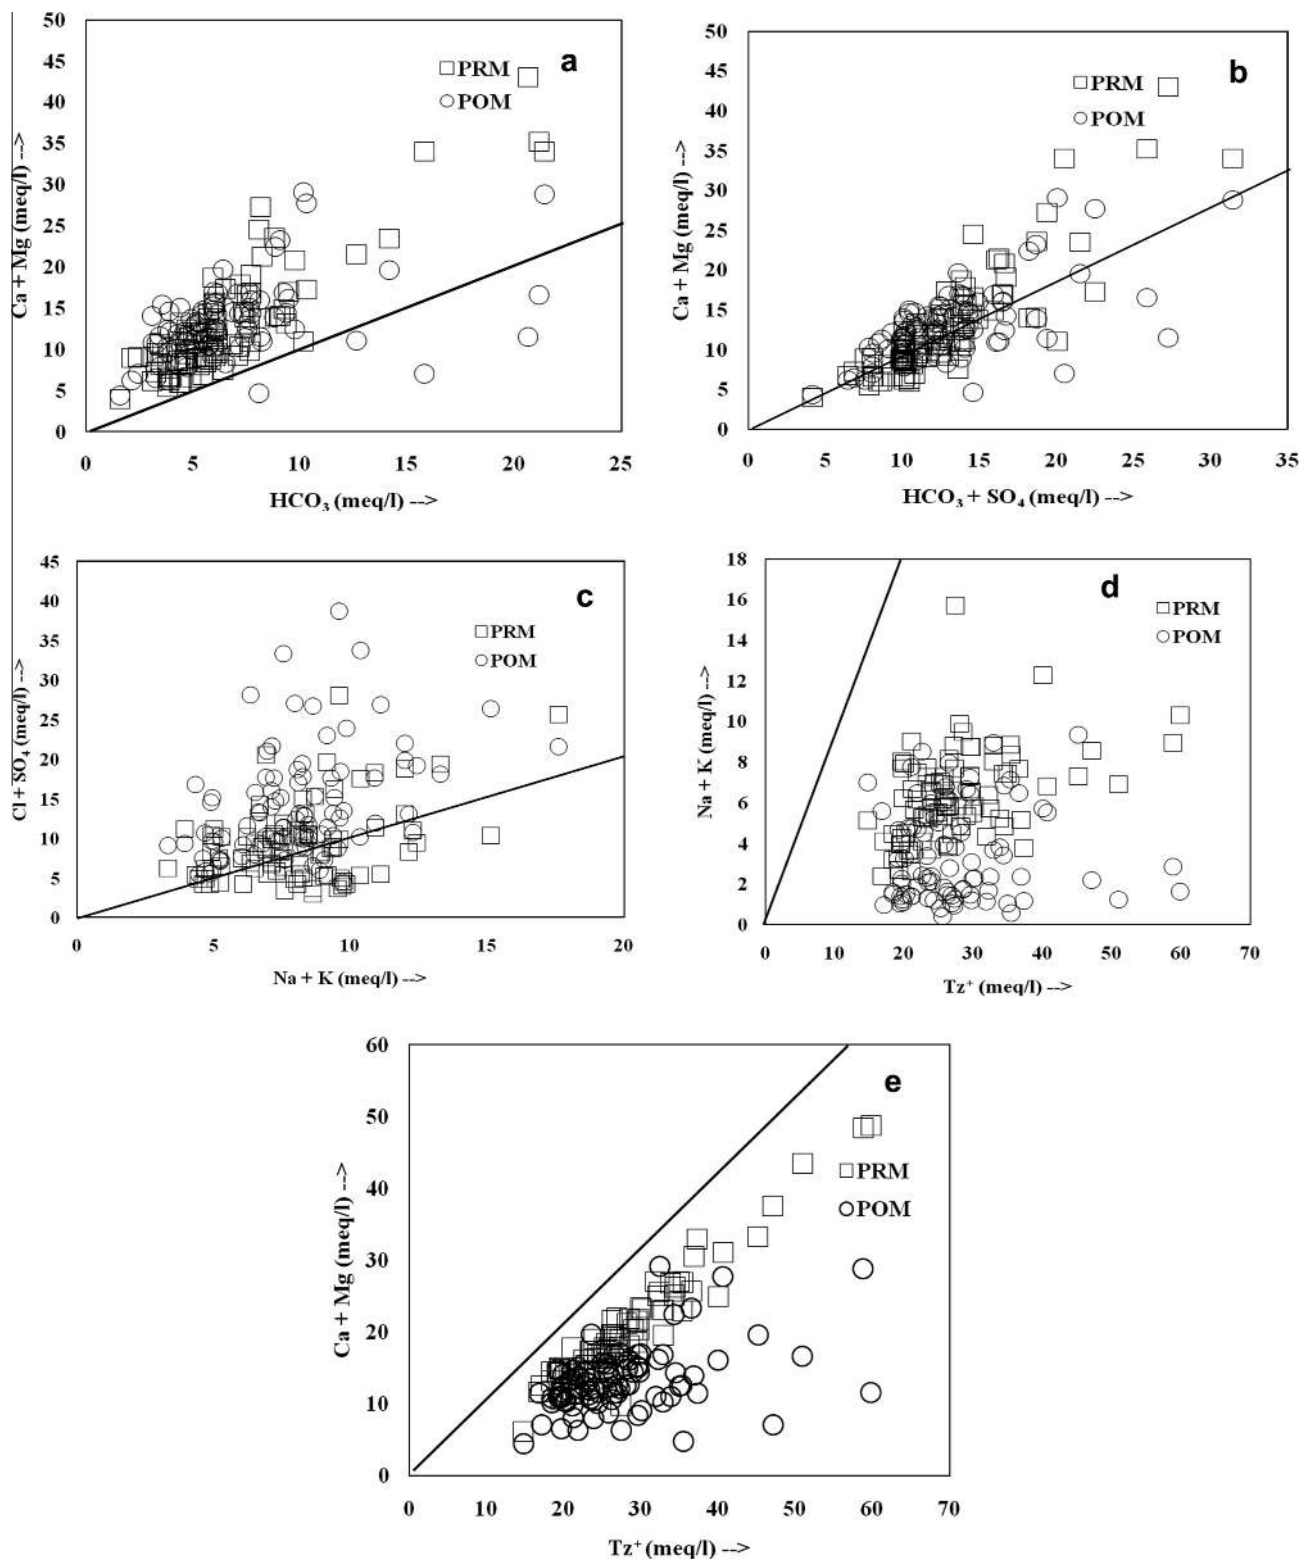 a
PRM
POM
50
45
40
35
30
25
20
15
10
5
0
0 5 10 15 20 25
Ca + Mg (meq/l) -->
HCO₃ (meq/l) -->
b
PRM
POM
50
45
40
35
30
25
20
15
10
5
0
0 5 10 15 20 25 30 35
Ca + Mg (meq/l) -->
HCO₃ + SO₄ (meq/l) -->
c
PRM
POM
45
40
35
30
25
20
15
10
5
0
0 5 10 15 20
Cl + SO₄ (meq/l) -->
Na + K (meq/l) -->
d
PRM
POM
18
16
14
12
10
8
6
4
2
0
0 10 20 30 40 50 60 70
Na + K (meq/l) -->
Tz⁺ (meq/l) -->
e
PRM
POM
60
50
40
30
20
10
0
0 10 20 30 40 50 60 70
Ca + Mg (meq/l) -->
Tz⁺ (meq/l) -->